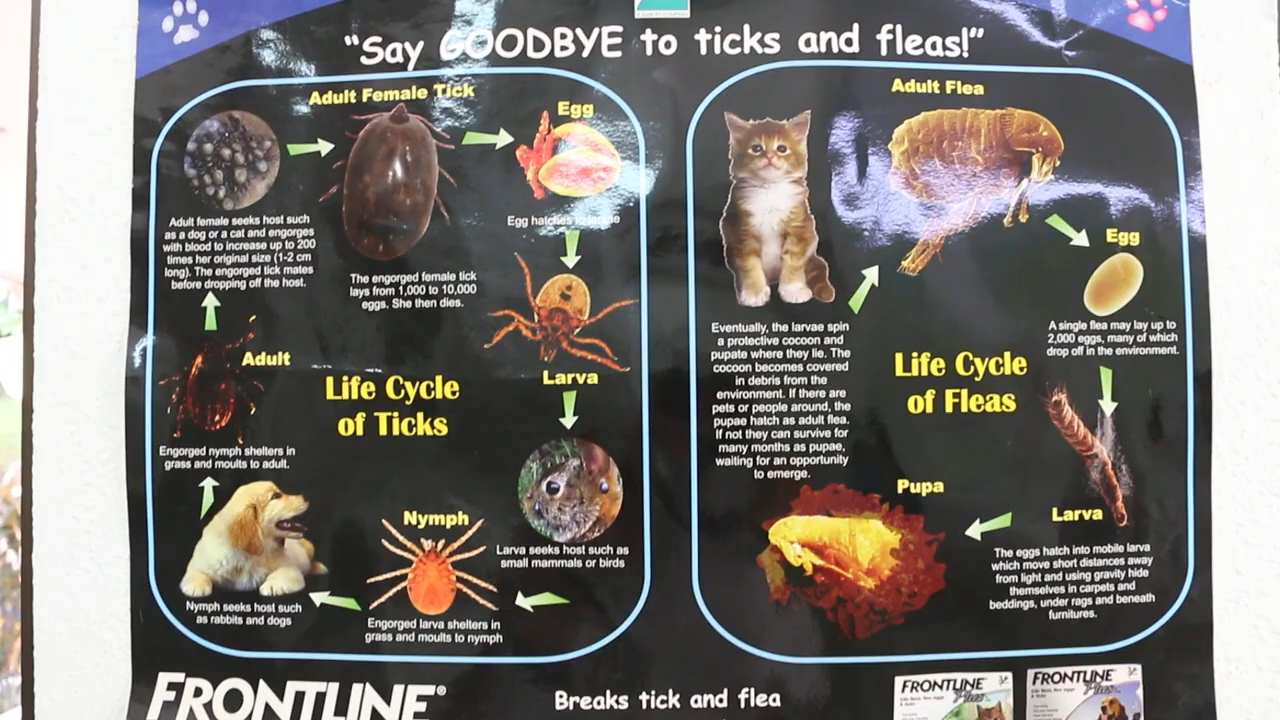 "Say GOODBYE to ticks and fleas!"
Adult Female Tick
Egg
Adult female seeks host such
as a dog or a cat and engorges
with blood to increase up to 200
times her original size (1-2 cm
long). The engorged tick mates
before dropping off the host.
The engorged female tick
lays from 1,000 to 10,000
eggs. She then dies.
Egg hatches to larvae
Larva
Adult
Life Cycle
of Ticks
Engorged nymph shelters in
grass and moults to adult.
Nymph
Larva seeks host such as
small mammals or birds
Nymph seeks host such
as rabbits and dogs
Engorged larva shelters in
grass and moults to nymph
Adult Flea
Egg
A single flea may lay up to
2,000 eggs, many of which
drop off in the environment.
Eventually, the larvae spin
a protective cocoon and
pupate where they lie. The
cocoon becomes covered
in debris from the
environment. If there are
pets or people around, the
pupae hatch as adult flea.
If not they can survive for
many months as pupae,
waiting for an opportunity
to emerge.
Life Cycle
of Fleas
Pupa
Larva
The eggs hatch into mobile larva
which move short distances away
from light and using gravity hide
themselves in carpets and
beddings, under rags and beneath
furnitures.
FRONTLINE®
Breaks tick and flea
FRONTLINE
Plus
FRONTLINE
Plus